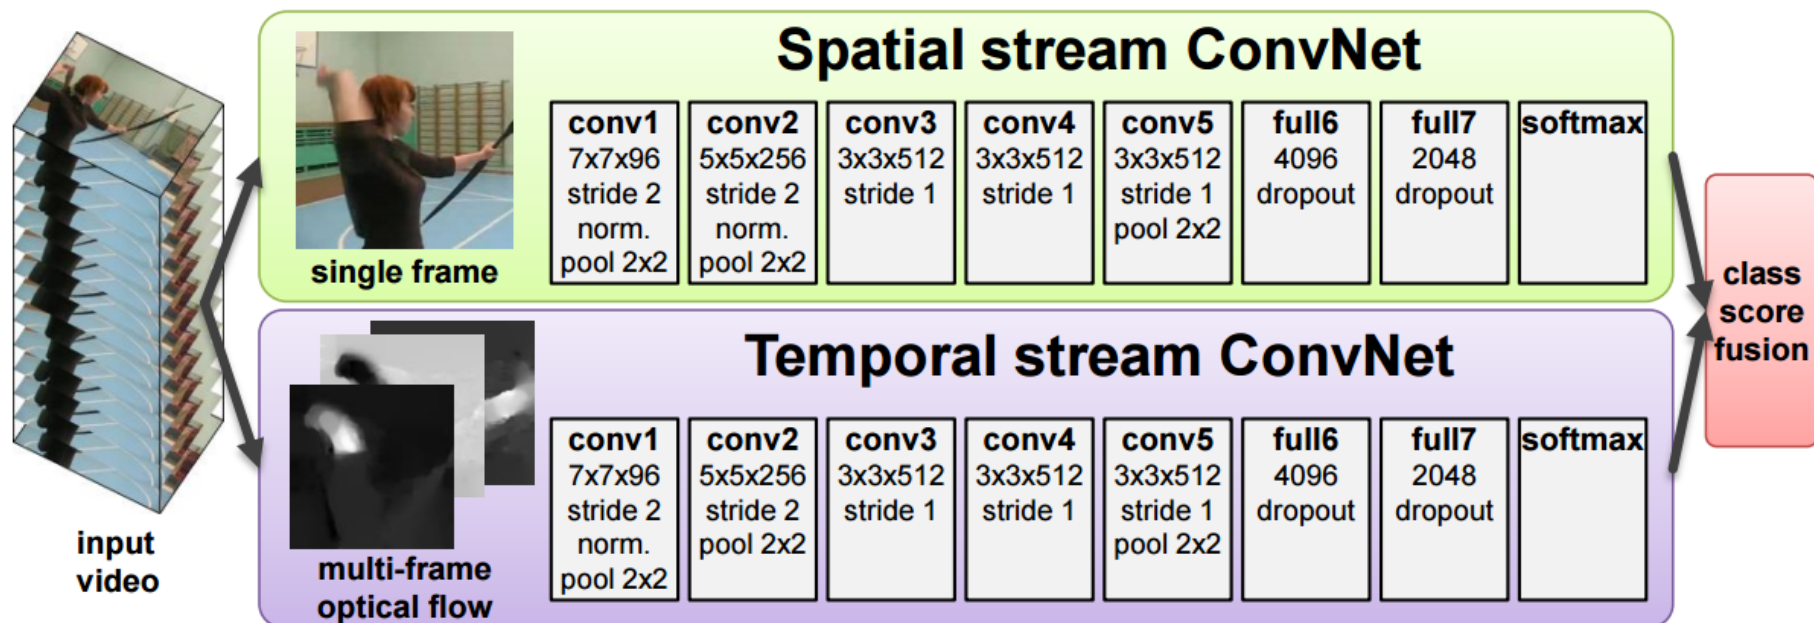 Spatial stream ConvNet
single frame
conv1
7x7x96
stride 2
norm.
pool 2x2
conv2
5x5x256
stride 2
norm.
pool 2x2
conv3
3x3x512
stride 1
conv4
3x3x512
stride 1
conv5
3x3x512
stride 1
pool 2x2
full6
4096
dropout
full7
2048
dropout
softmax
Temporal stream ConvNet
multi-frame
optical flow
conv1
7x7x96
stride 2
norm.
pool 2x2
conv2
5x5x256
stride 2
pool 2x2
conv3
3x3x512
stride 1
conv4
3x3x512
stride 1
conv5
3x3x512
stride 1
pool 2x2
full6
4096
dropout
full7
2048
dropout
softmax
input
video
class
score
fusion